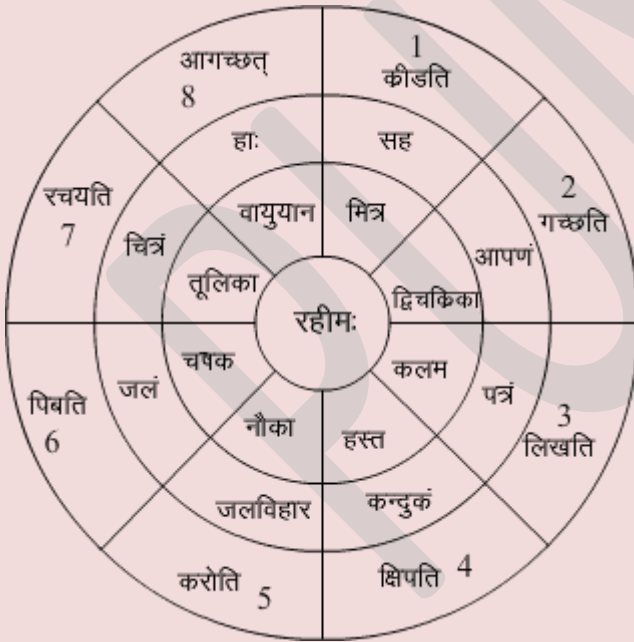 आगच्छत्
8
1
क्रीडति
हाः
सह
रचयति
7
2
गच्छति
वायुयान
मित्र
चित्रं
आपणं
तूलिका
द्विचक्रिका
रहीमः
चषक
कलम
जलं
पत्रं
पिबति
6
3
लिखति
नौका
हस्त
जलविहार
कन्दुकं
करोति 5
क्षिपति 4